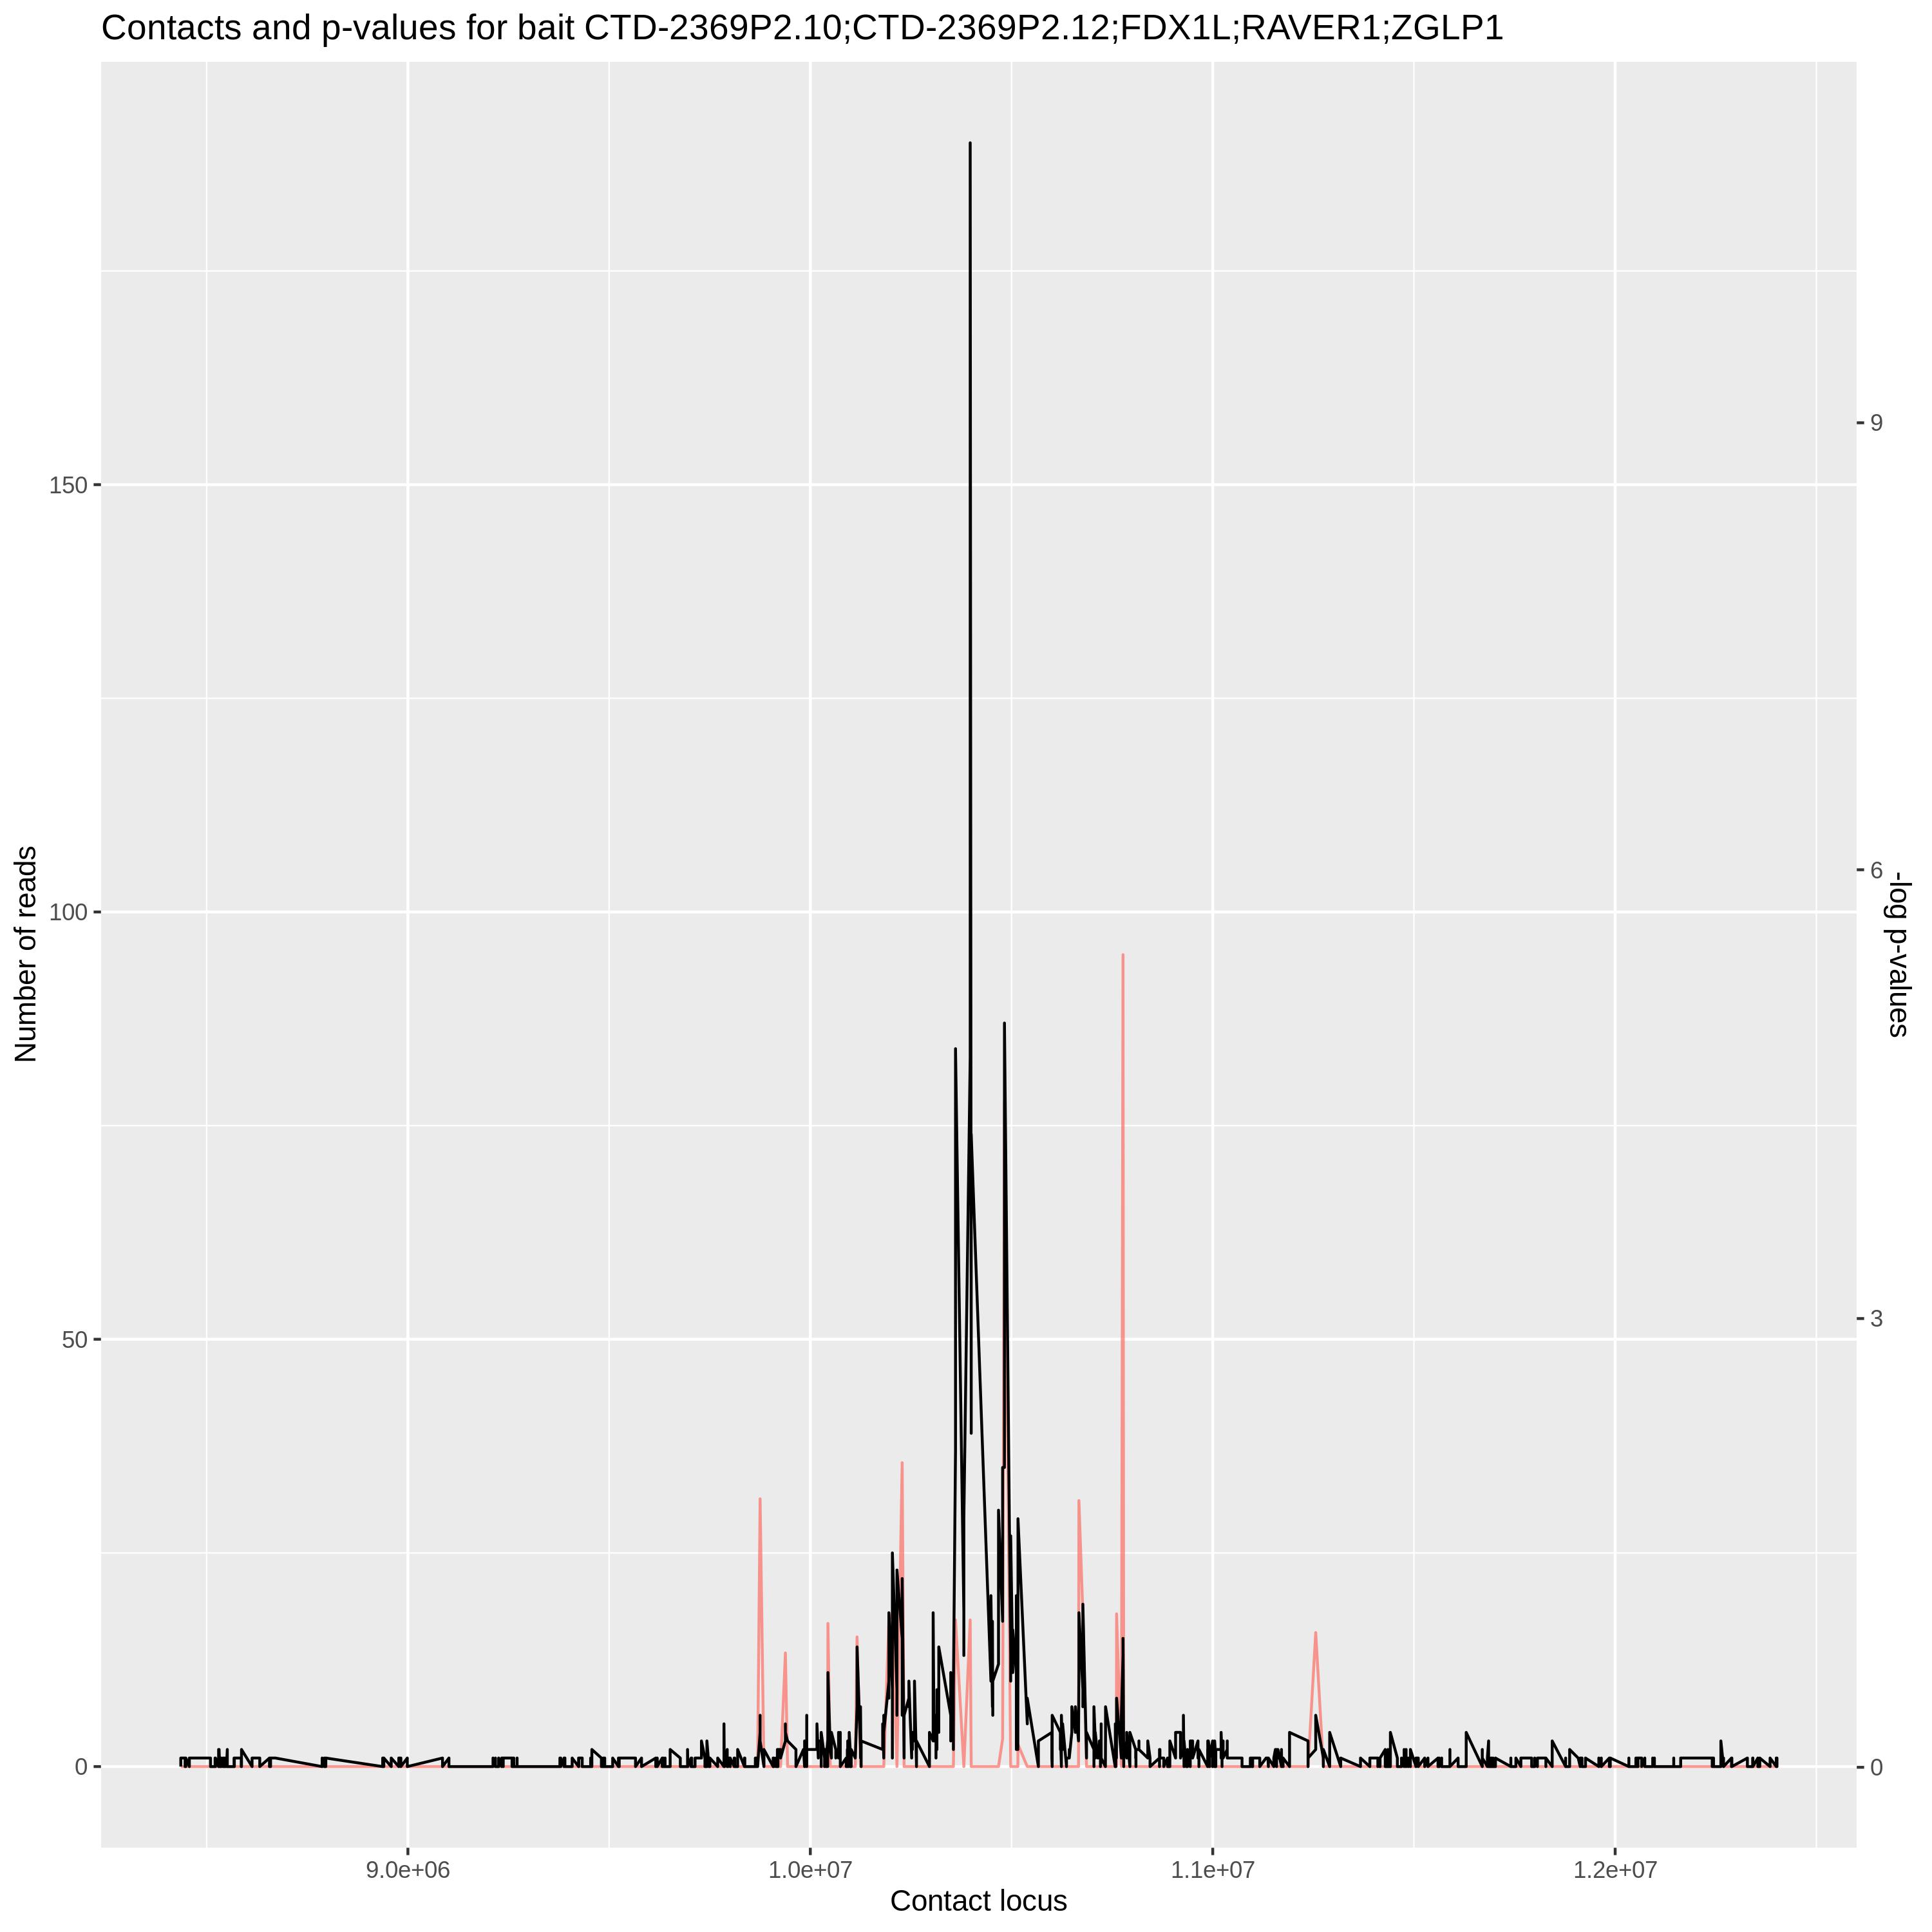 Contacts and p-values for bait CTD-2369P2.10;CTD-2369P2.12;FDX1L;RAVER1;ZGLP1
Number of reads
150
100
50
0
9
6
3
0
-log p-values
9.0e+06
1.0e+07
1.1e+07
1.2e+07
Contact locus